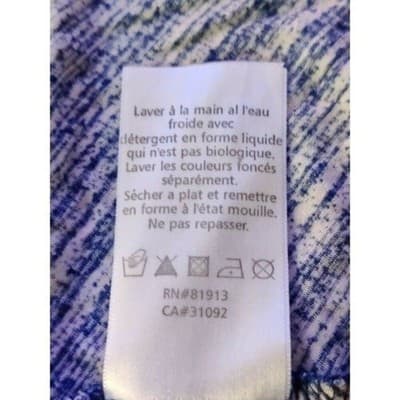 Laver à la main al l'eau
froide avec
détergent en forme liquide
qui n'est pas biologique.
Laver les couleurs foncés
séparément.
Sécher a plat et remettre
en forme à l'état mouille.
Ne pas repasser.
RN#81913
CA#31092